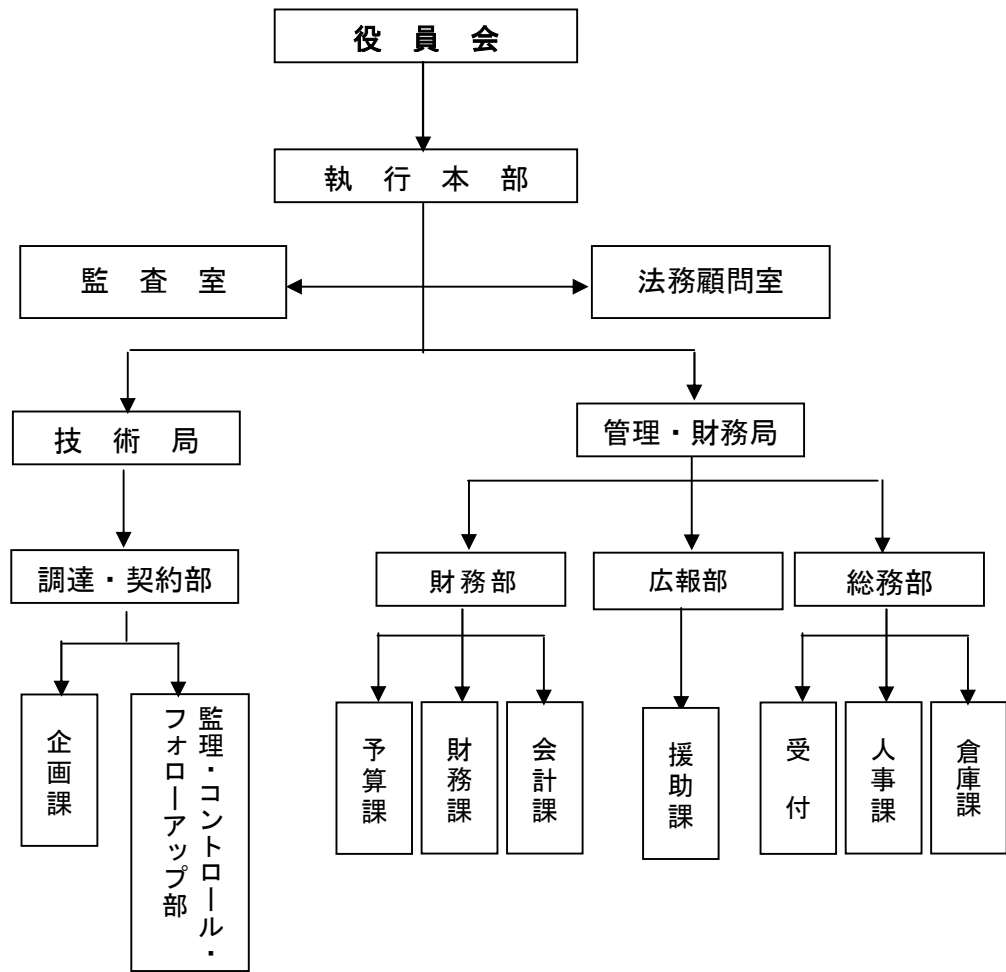 役員会
執行本部
監査室
法務顧問室
技術局
管理・財務局
調達・契約部
財務部
広報部
総務部
企画課
監理・コントロール・
フォローアップ部
予算課
財務課
会計課
援助課
受付
人事課
倉庫課